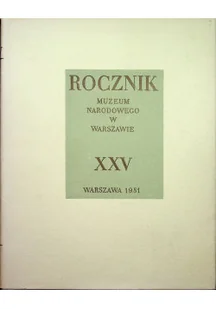 ROCZNIK
MUZEUM
NARODOWEGO
W
WARSZAWIE
XXV
WARSZAWA 1981